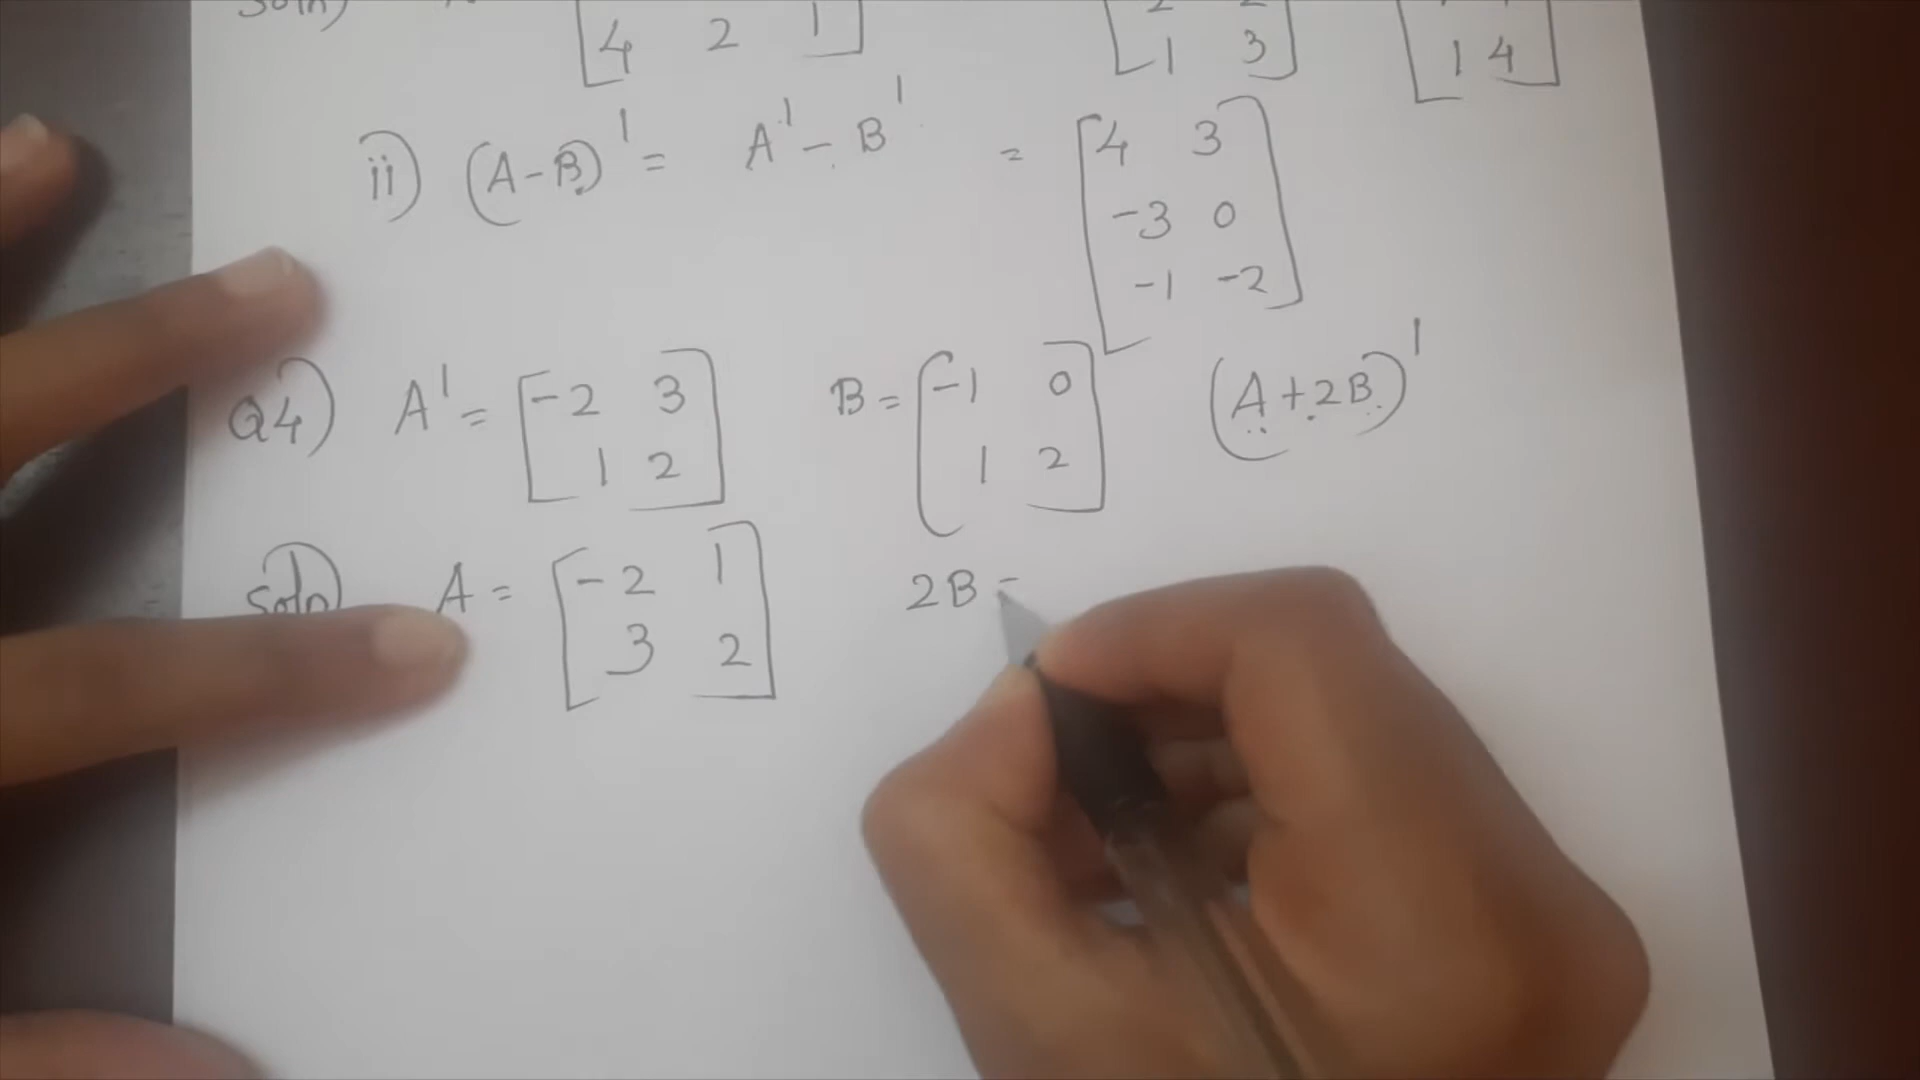 Soln)
4 2 1
1 3
1 4
ii) (A-B)' = A' - B' = [4 3
-3 0
-1 -2]
Q4) A' = [-2 3 B = [-1 0 (A+2B)'
1 2] 1 2]
Soln) A = [-2 1 2B =
3 2]